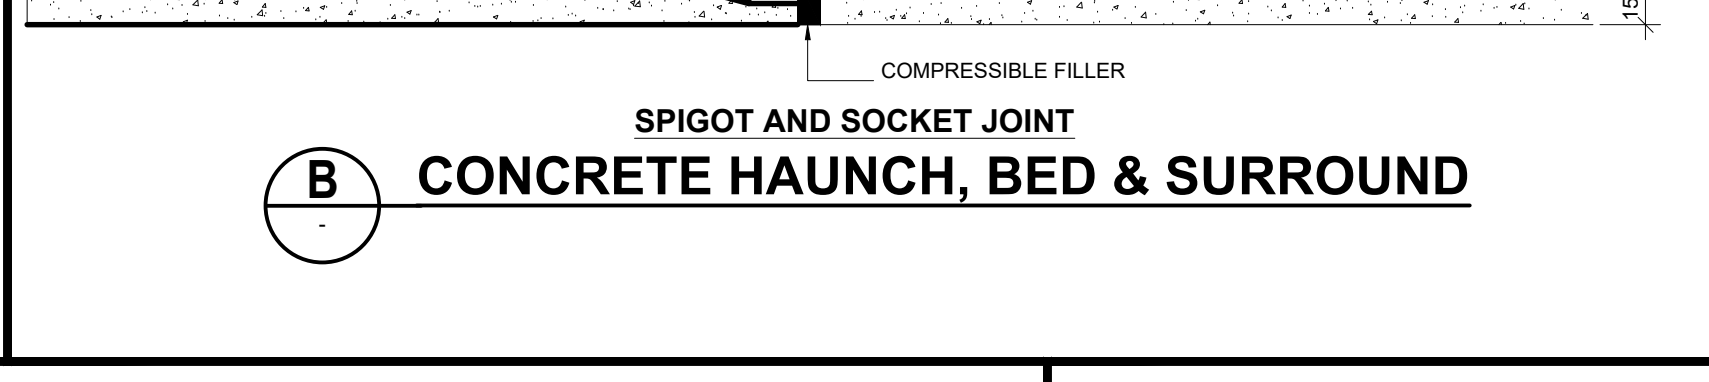 COMPRESSIBLE FILLER
SPIGOT AND SOCKET JOINT
B
CONCRETE HAUNCH, BED & SURROUND
-